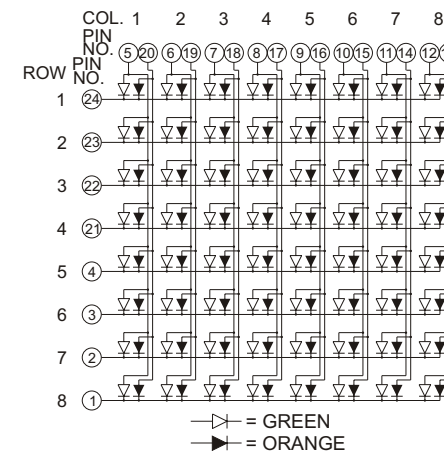 COL. 1 2 3 4 5 6 7 8
PIN NO. 5 20 6 19 7 18 8 17 9 16 10 15 11 14 12
ROW PIN NO.
1 24
2 23
3 22
4 21
5 4
6 3
7 2
8 1
= GREEN
= ORANGE